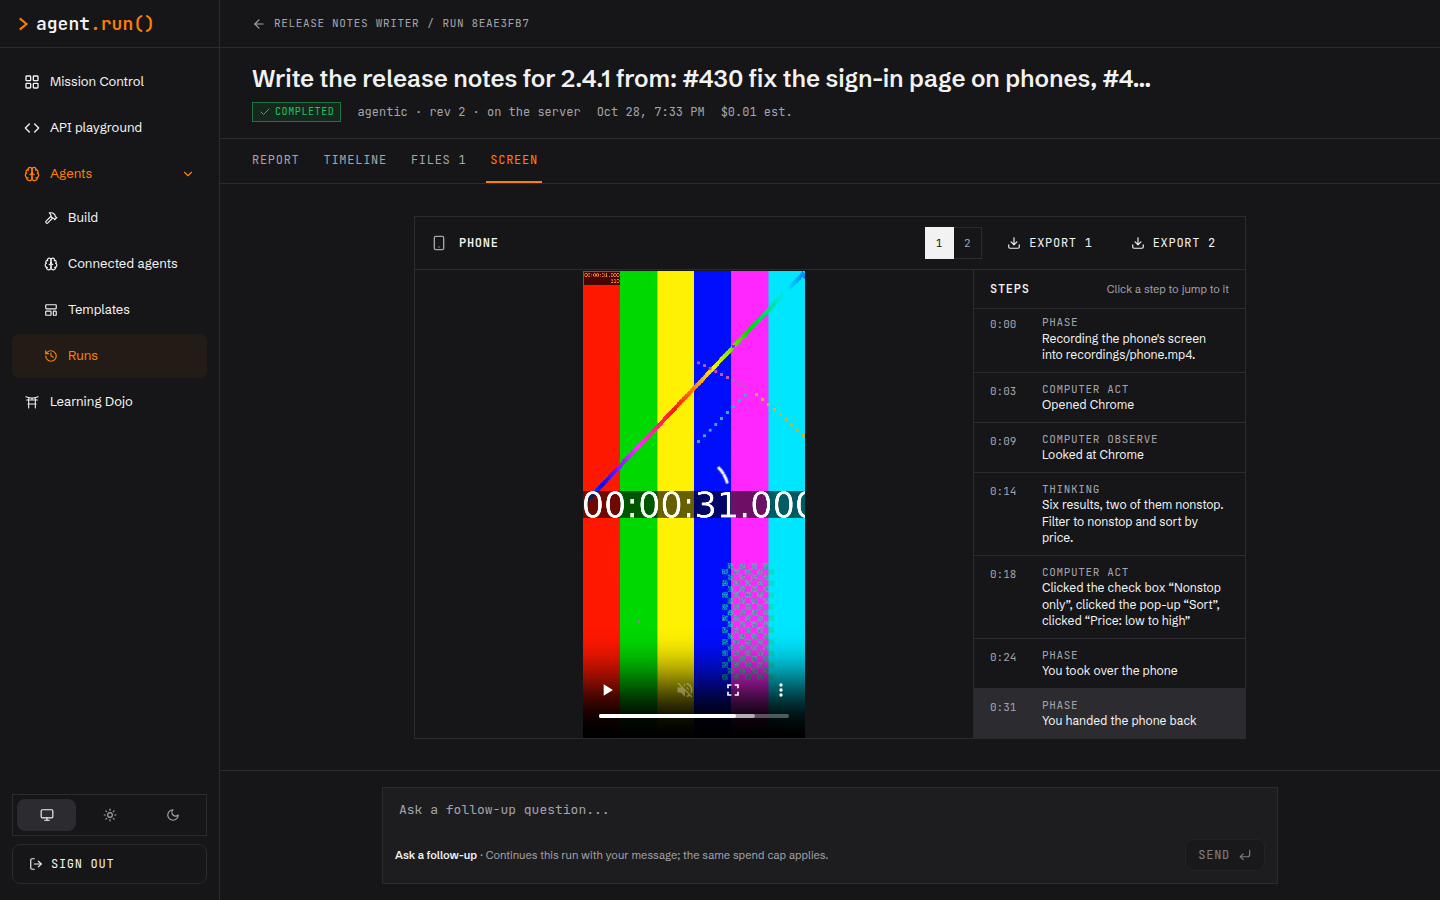 agent.run()
RELEASE NOTES WRITER / RUN 8EAE3FB7
Mission Control
API playground
Agents
Build
Connected agents
Templates
Runs
Learning Dojo
SIGN OUT
Write the release notes for 2.4.1 from: #430 fix the sign-in page on phones, #4...
COMPLETED
agentic · rev 2 · on the server
Oct 28, 7:33 PM
$0.01 est.
REPORT
TIMELINE
FILES 1
SCREEN
PHONE
1
2
EXPORT 1
EXPORT 2
00:00:31.000
00:00:31.000
STEPS
Click a step to jump to it
0:00
PHASE
Recording the phone's screen
into recordings/phone.mp4.
0:03
COMPUTER ACT
Opened Chrome
0:09
COMPUTER OBSERVE
Looked at Chrome
0:14
THINKING
Six results, two of them nonstop.
Filter to nonstop and sort by
price.
0:18
COMPUTER ACT
Clicked the check box “Nonstop
only”, clicked the pop-up “Sort”,
clicked “Price: low to high”
0:24
PHASE
You took over the phone
0:31
PHASE
You handed the phone back
Ask a follow-up question...
Ask a follow-up · Continues this run with your message; the same spend cap applies.
SEND